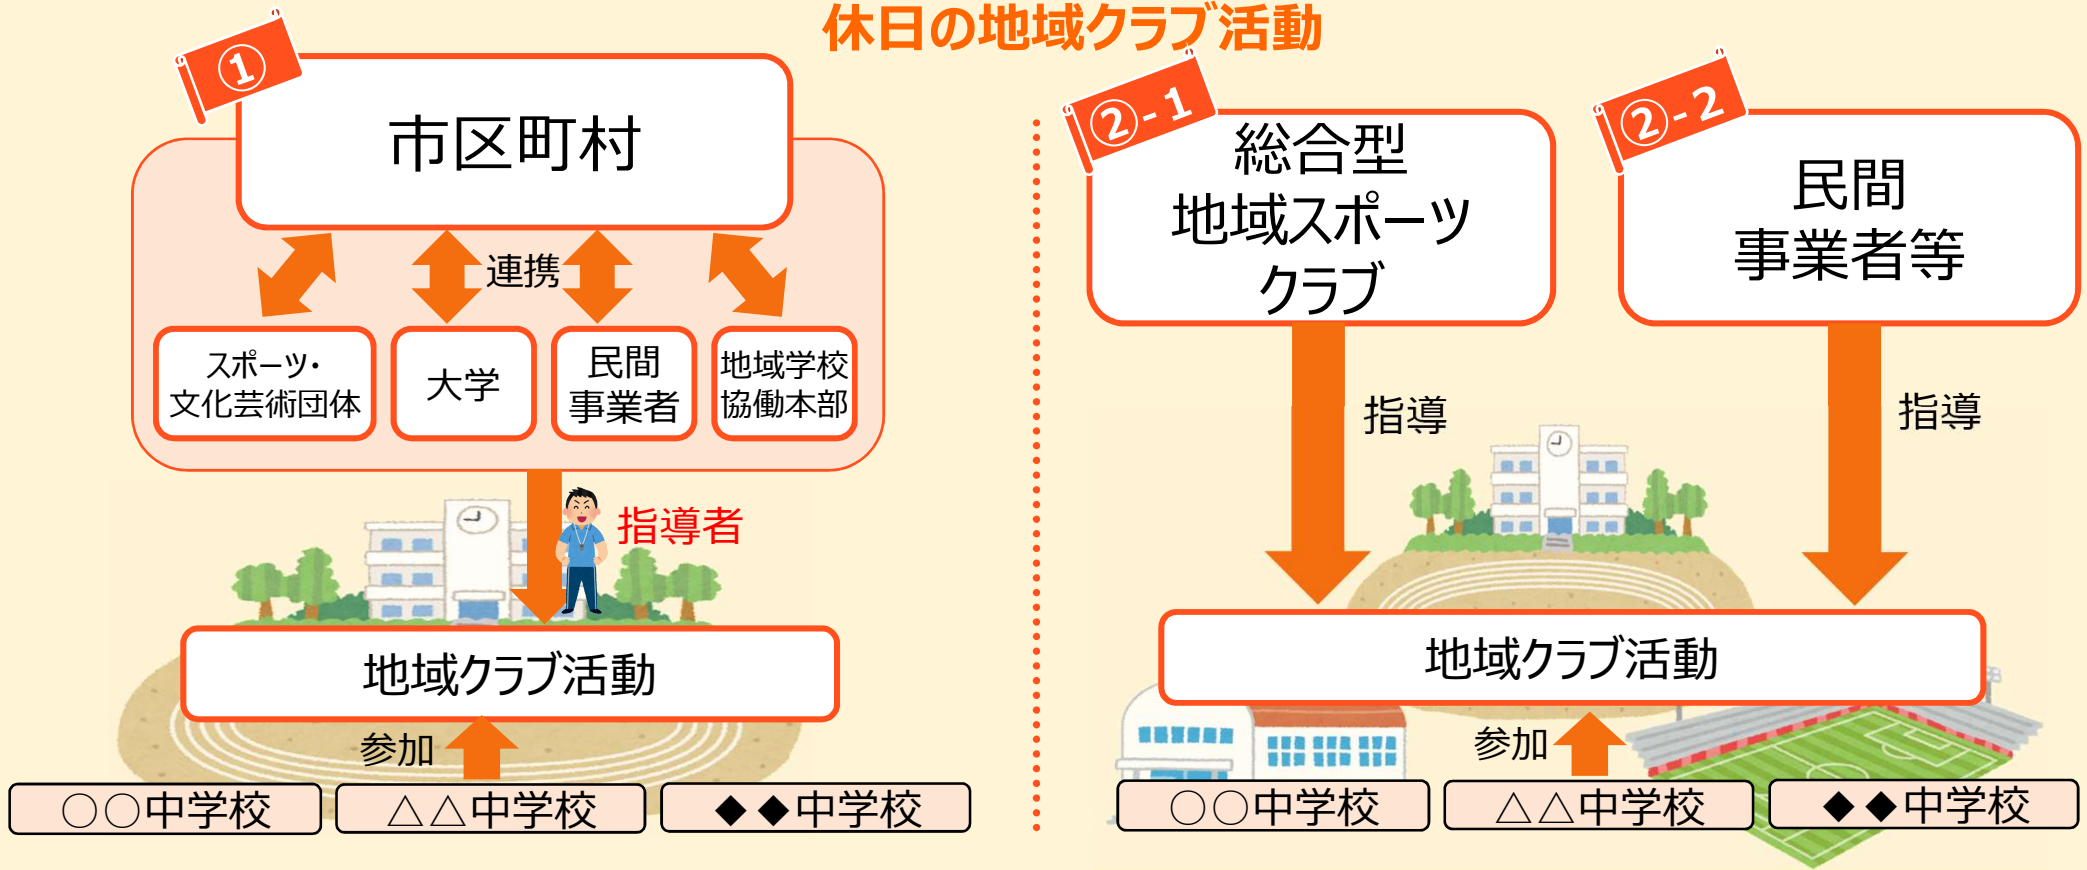 休日の地域クラブ活動
①
市区町村
連携
スポーツ・
文化芸術団体
大学
民間
事業者
地域学校
協働本部
指導者
地域クラブ活動
参加
○○中学校
△△中学校
◆◆中学校
②-1
総合型
地域スポーツ
クラブ
指導
②-2
民間
事業者等
指導
地域クラブ活動
参加
○○中学校
△△中学校
◆◆中学校